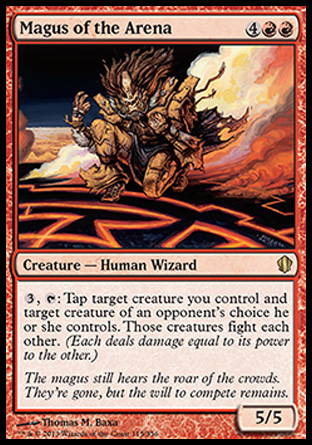 Magus of the Arena 4
Creature — Human Wizard
3, : Tap target creature you control and
target creature of an opponent's choice he
or she controls. Those creatures fight each
other. (Each deals damage equal to its power
to the other.)
The magus still hears the roar of the crowds.
They're gone, but the will to compete remains.
Thomas M. Baxa
5/5